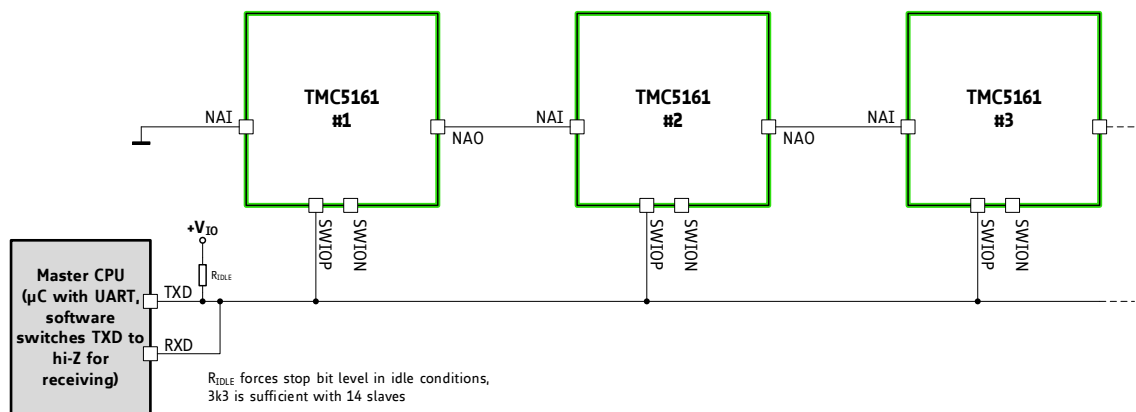 TMC5161
#1
TMC5161
#2
TMC5161
#3
NAI
NAO
NAI
NAO
NAI
SWIOP
SWION
SWIOP
SWION
SWIOP
SWION
+VIO
RIDLE
Master CPU
(µC with UART,
software
switches TXD to
hi-Z for
receiving)
TXD
RXD
RIDLE forces stop bit level in idle conditions,
3k3 is sufficient with 14 slaves